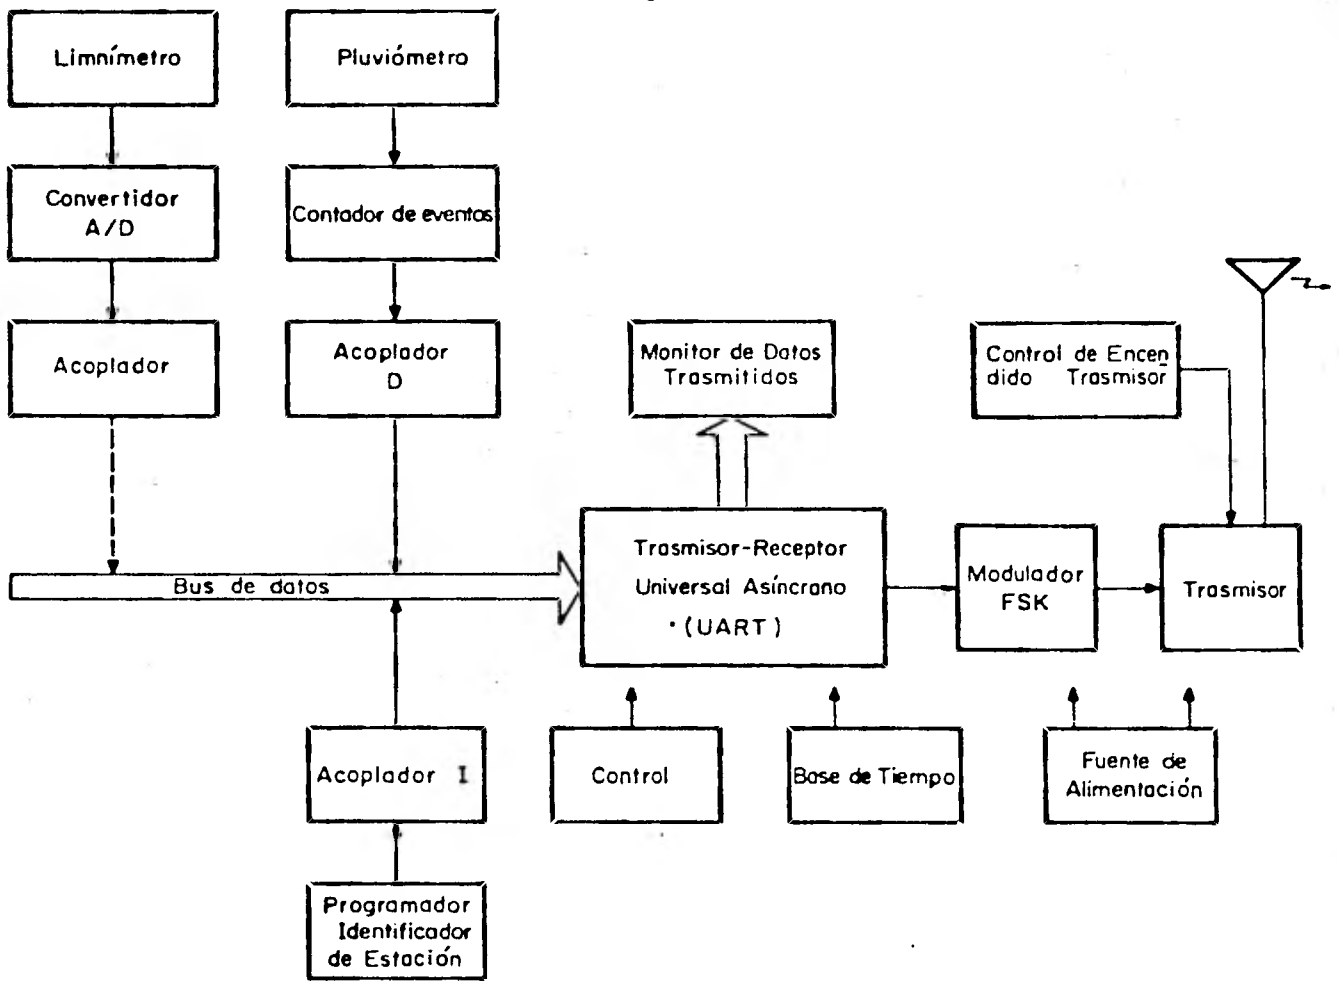 Limnímetro
Pluviómetro
Convertidor
A/D
Contador de eventos
Acoplador
Acoplador
D
Monitor de Datos
Trasmitidos
Control de Encen
dido Trasmisor
Bus de datos
Trasmisor-Receptor
Universal Asíncrano
(UART)
Modulador
FSK
Trasmisor
Acoplador I
Control
Base de Tiempo
Fuente de
Alimentación
Programador
Identificador
de Estación